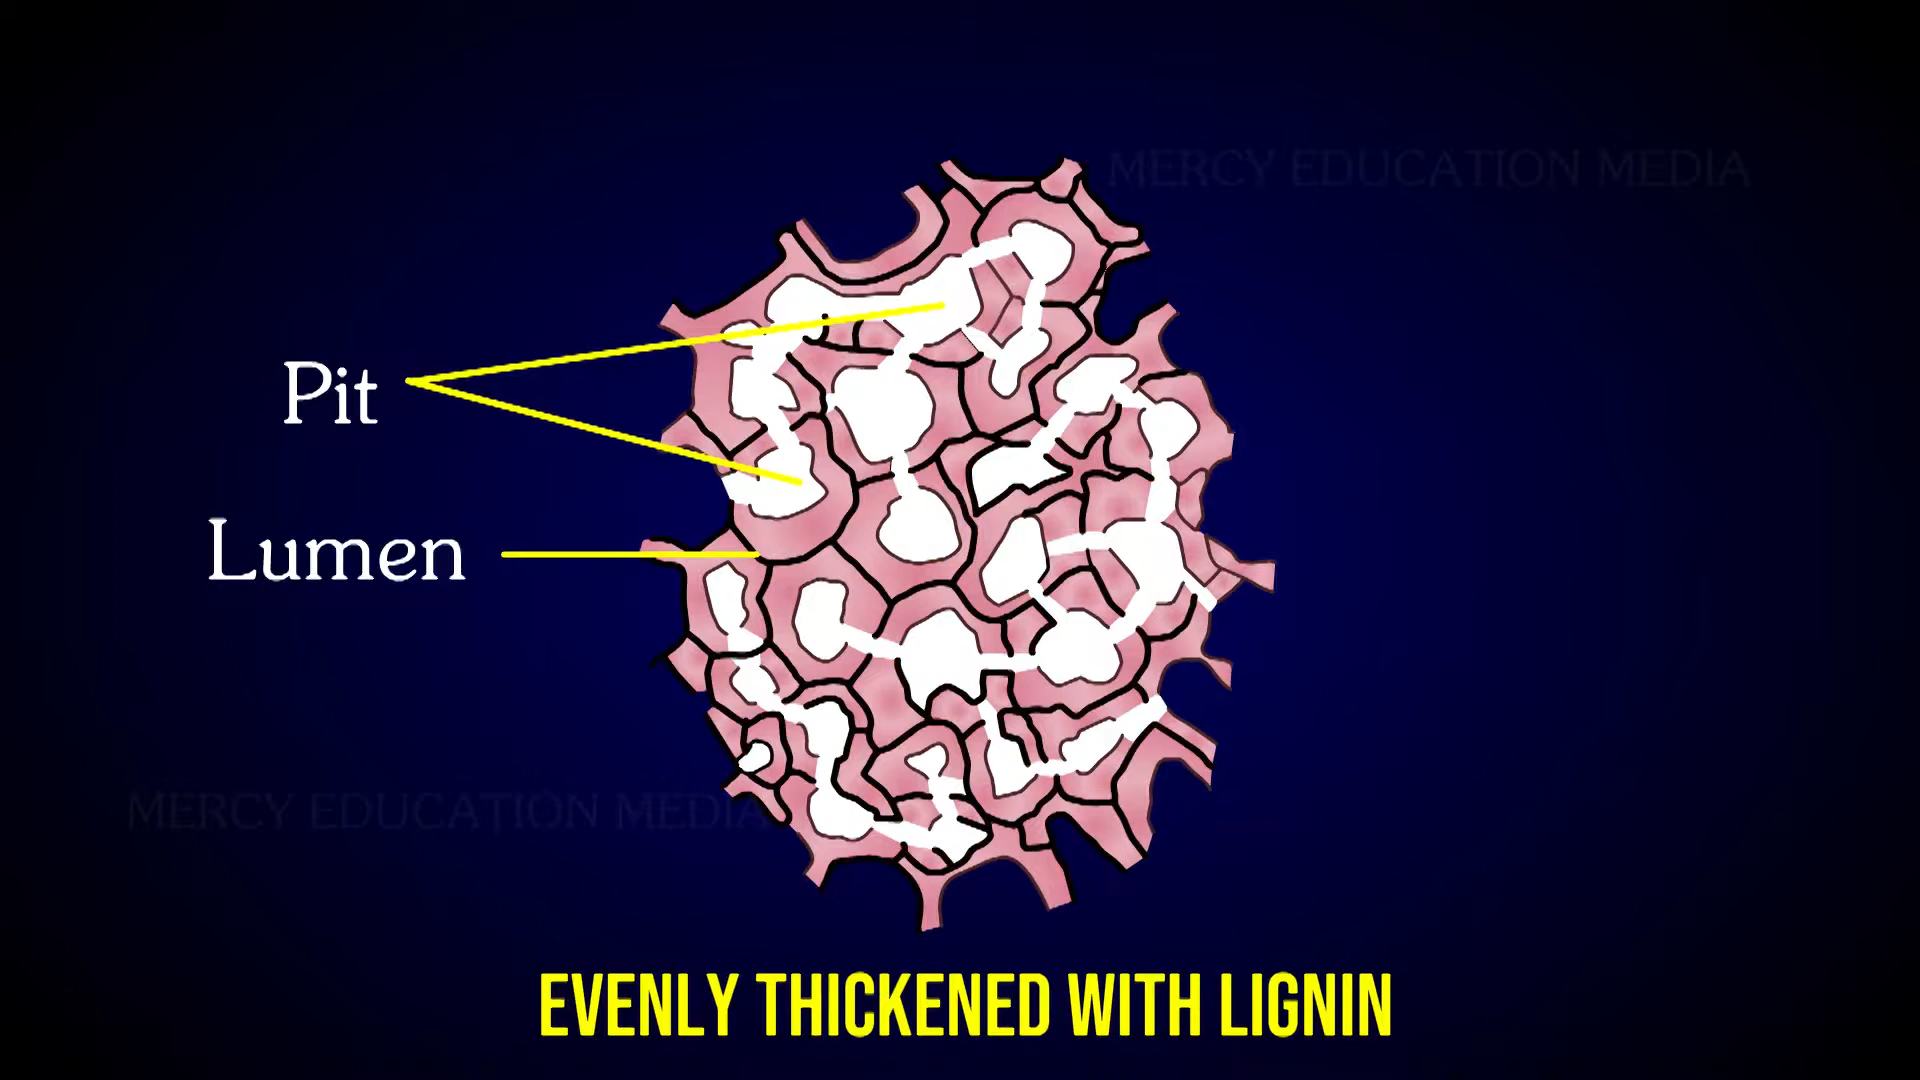 MERCY EDUCATION MEDIA
Pit
Lumen
MERCY EDUCATION MEDIA
EVENLY THICKENED WITH LIGNIN